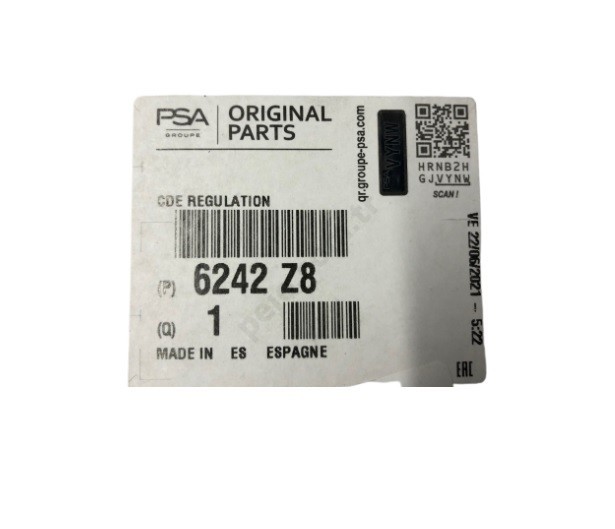 PSA
GROUPE
ORIGINAL
PARTS
qr.groupe-psa.com
VYNW
HRNB2H
GJVYNW
SCAN!
CDE REGULATION
(P) 6242 Z8
(Q) 1
MADE IN ES ESPAGNE
VE 22/06/2021 - 5:22
EAC